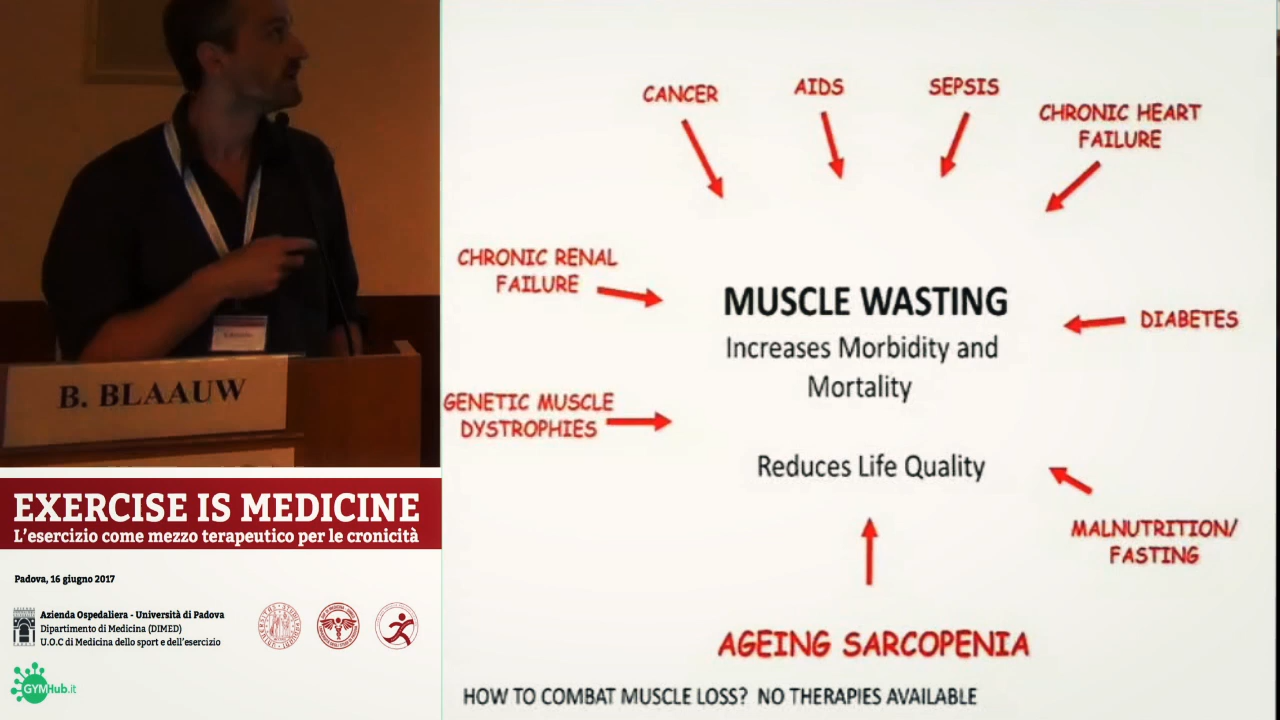 B. BLAAUW
EXERCISE IS MEDICINE
L'esercizio come mezzo terapeutico per le cronicità
Padova, 16 giugno 2017
Azienda Ospedaliera - Università di Padova
Dipartimento di Medicina (DIMED)
U.O.C di Medicina dello sport e dell'esercizio
GYMHub.it
CANCER
AIDS
SEPSIS
CHRONIC HEART
FAILURE
CHRONIC RENAL
FAILURE
MUSCLE WASTING
Increases Morbidity and
Mortality
Reduces Life Quality
DIABETES
GENETIC MUSCLE
DYSTROPHIES
MALNUTRITION/
FASTING
AGEING SARCOPENIA
HOW TO COMBAT MUSCLE LOSS? NO THERAPIES AVAILABLE